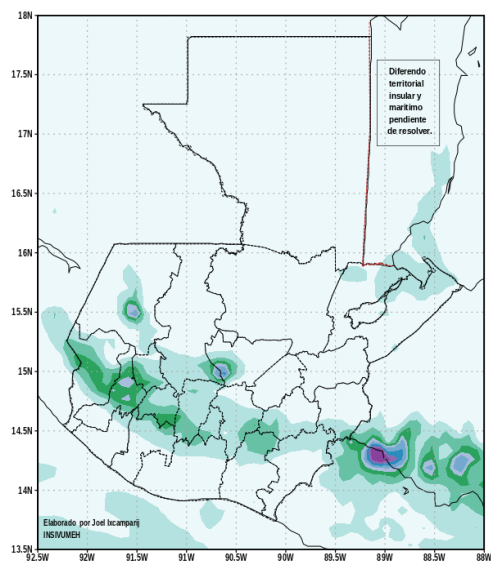 18N
17.5N
Diferendo
territorial
insular y
marítimo
pendiente
de resolver.
17N
16.5N
16N
15.5N
15N
14.5N
14N
Elaborado por Joel Ixcamparij
INSIVUMEH
13.5N
92.5W 92W 91.5W 91W 90.5W 90W 89.5W 89W 88.5W 88W